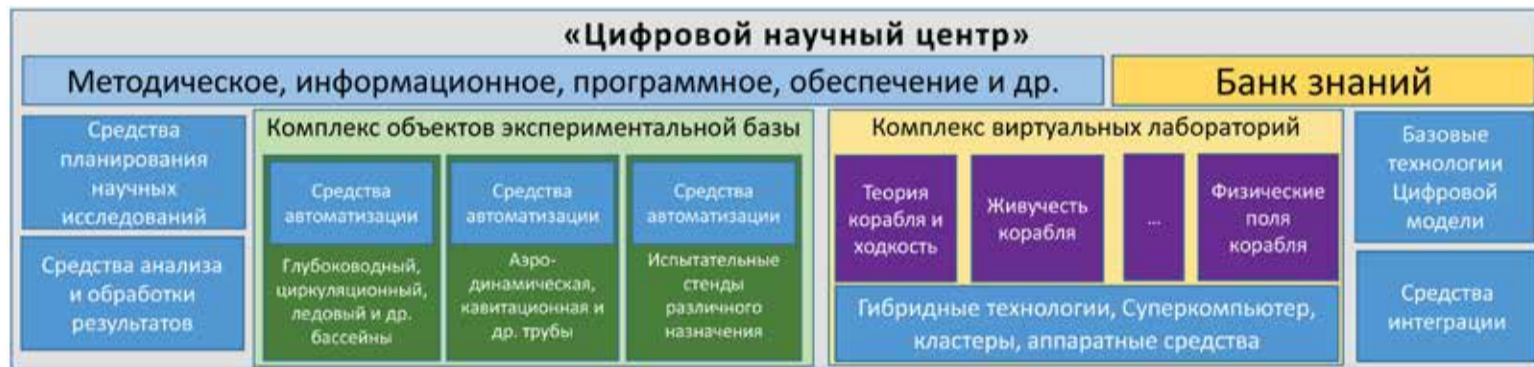 «Цифровой научный центр»
Методическое, информационное, программное, обеспечение и др.
Банк знаний
Средства
планирования
научных
исследований
Средства анализа
и обработки
результатов
Комплекс объектов экспериментальной базы
Средства
автоматизации
Глубоководный,
циркуляционный,
ледовый и др.
бассейны
Средства
автоматизации
Аэро-
динамическая,
кавитационная и
др. трубы
Средства
автоматизации
Испытательные
стенды
различного
назначения
Комплекс виртуальных лабораторий
Теория
корабля и
ходкость
Живучесть
корабля
...
Физические
поля
корабля
Гибридные технологии, Суперкомпьютер,
кластеры, аппаратные средства
Базовые
технологии
Цифровой
модели
Средства
интеграции